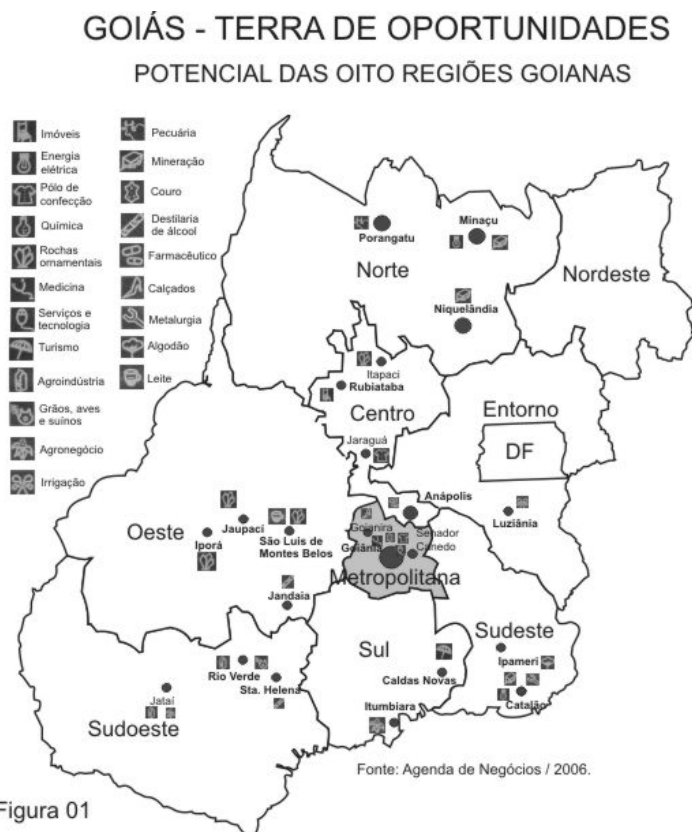 GOIÁS - TERRA DE OPORTUNIDADES
POTENCIAL DAS OITO REGIÕES GOIANAS
Imóveis
Energia
elétrica
Pólo de
confecção
Química
Rochas
ornamentais
Medicina
Serviços e
tecnologia
Turismo
Agroindústria
Grãos, aves
e suínos
Agronegócio
Irrigação
Pecuária
Mineração
Couro
Destilaria
de álcool
Farmacêutico
Calçados
Metalurgia
Algodão
Leite
Porangatu
Minaçu
Norte
Nordeste
Niquelândia
Itapaci
Rubiataba
Centro
Entorno
DF
Jaraguá
Anápolis
Luziânia
Oeste
Jaupaci
Iporá
São Luis de
Montes Belos
Goianira
Goiânia
Senador
Canedo
Metropolitana
Jandaia
Sul
Sudeste
Ipameri
Caldas Novas
Catalão
Rio Verde
Sta. Helena
Jataí
Sudoeste
Itumbiara
Fonte: Agenda de Negócios / 2006.
Figura 01